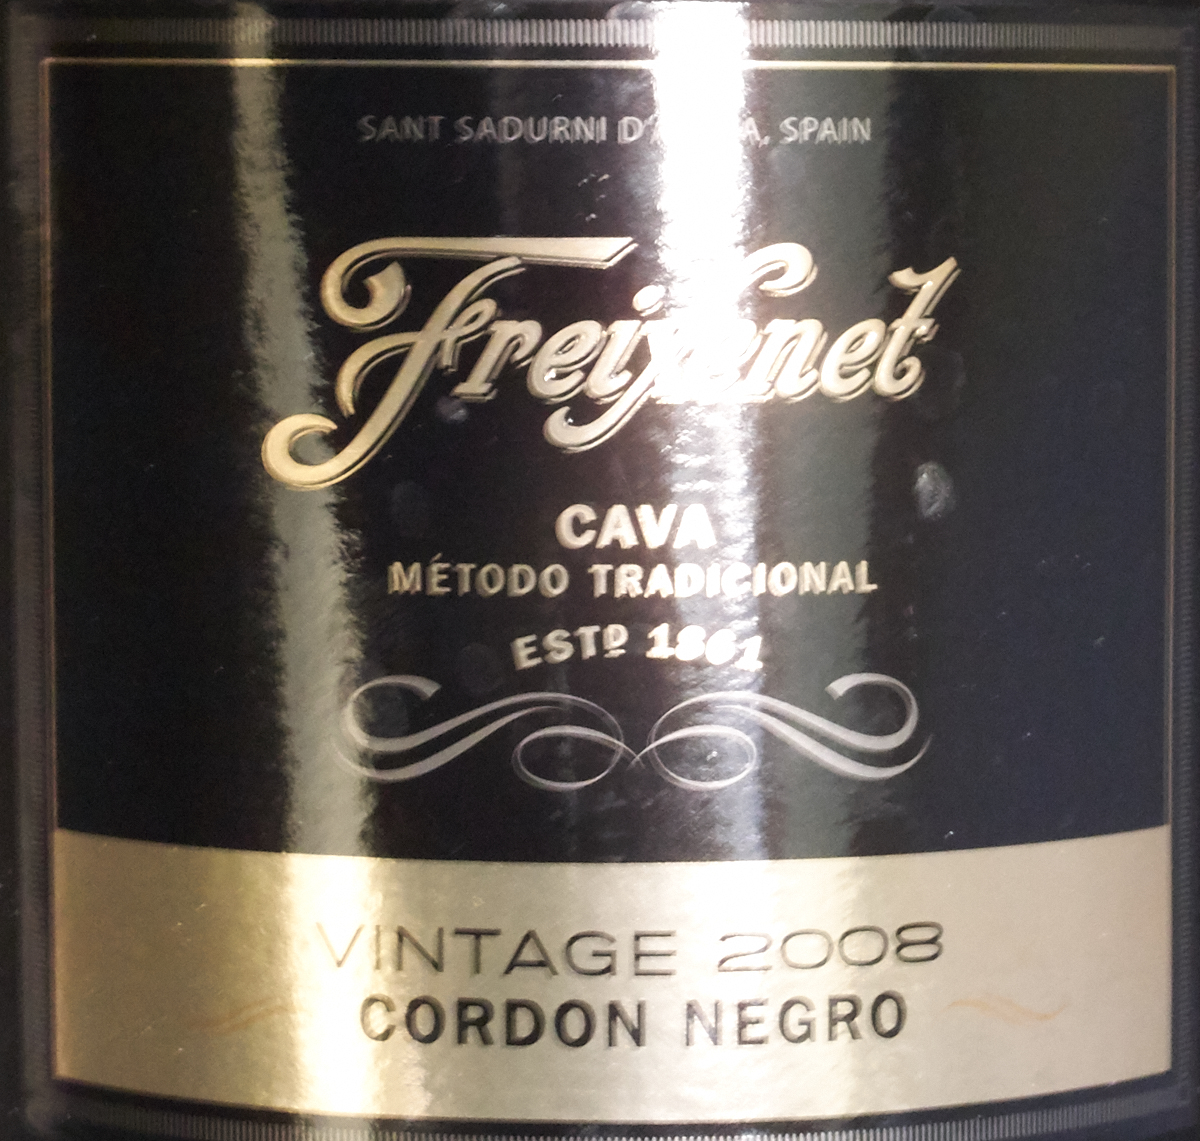 SANT SADURNI SPAIN
Freixenet
CAVA
MÉTODO TRADICIONAL
ESTD 1861
VINTAGE 2008
CORDON NEGRO